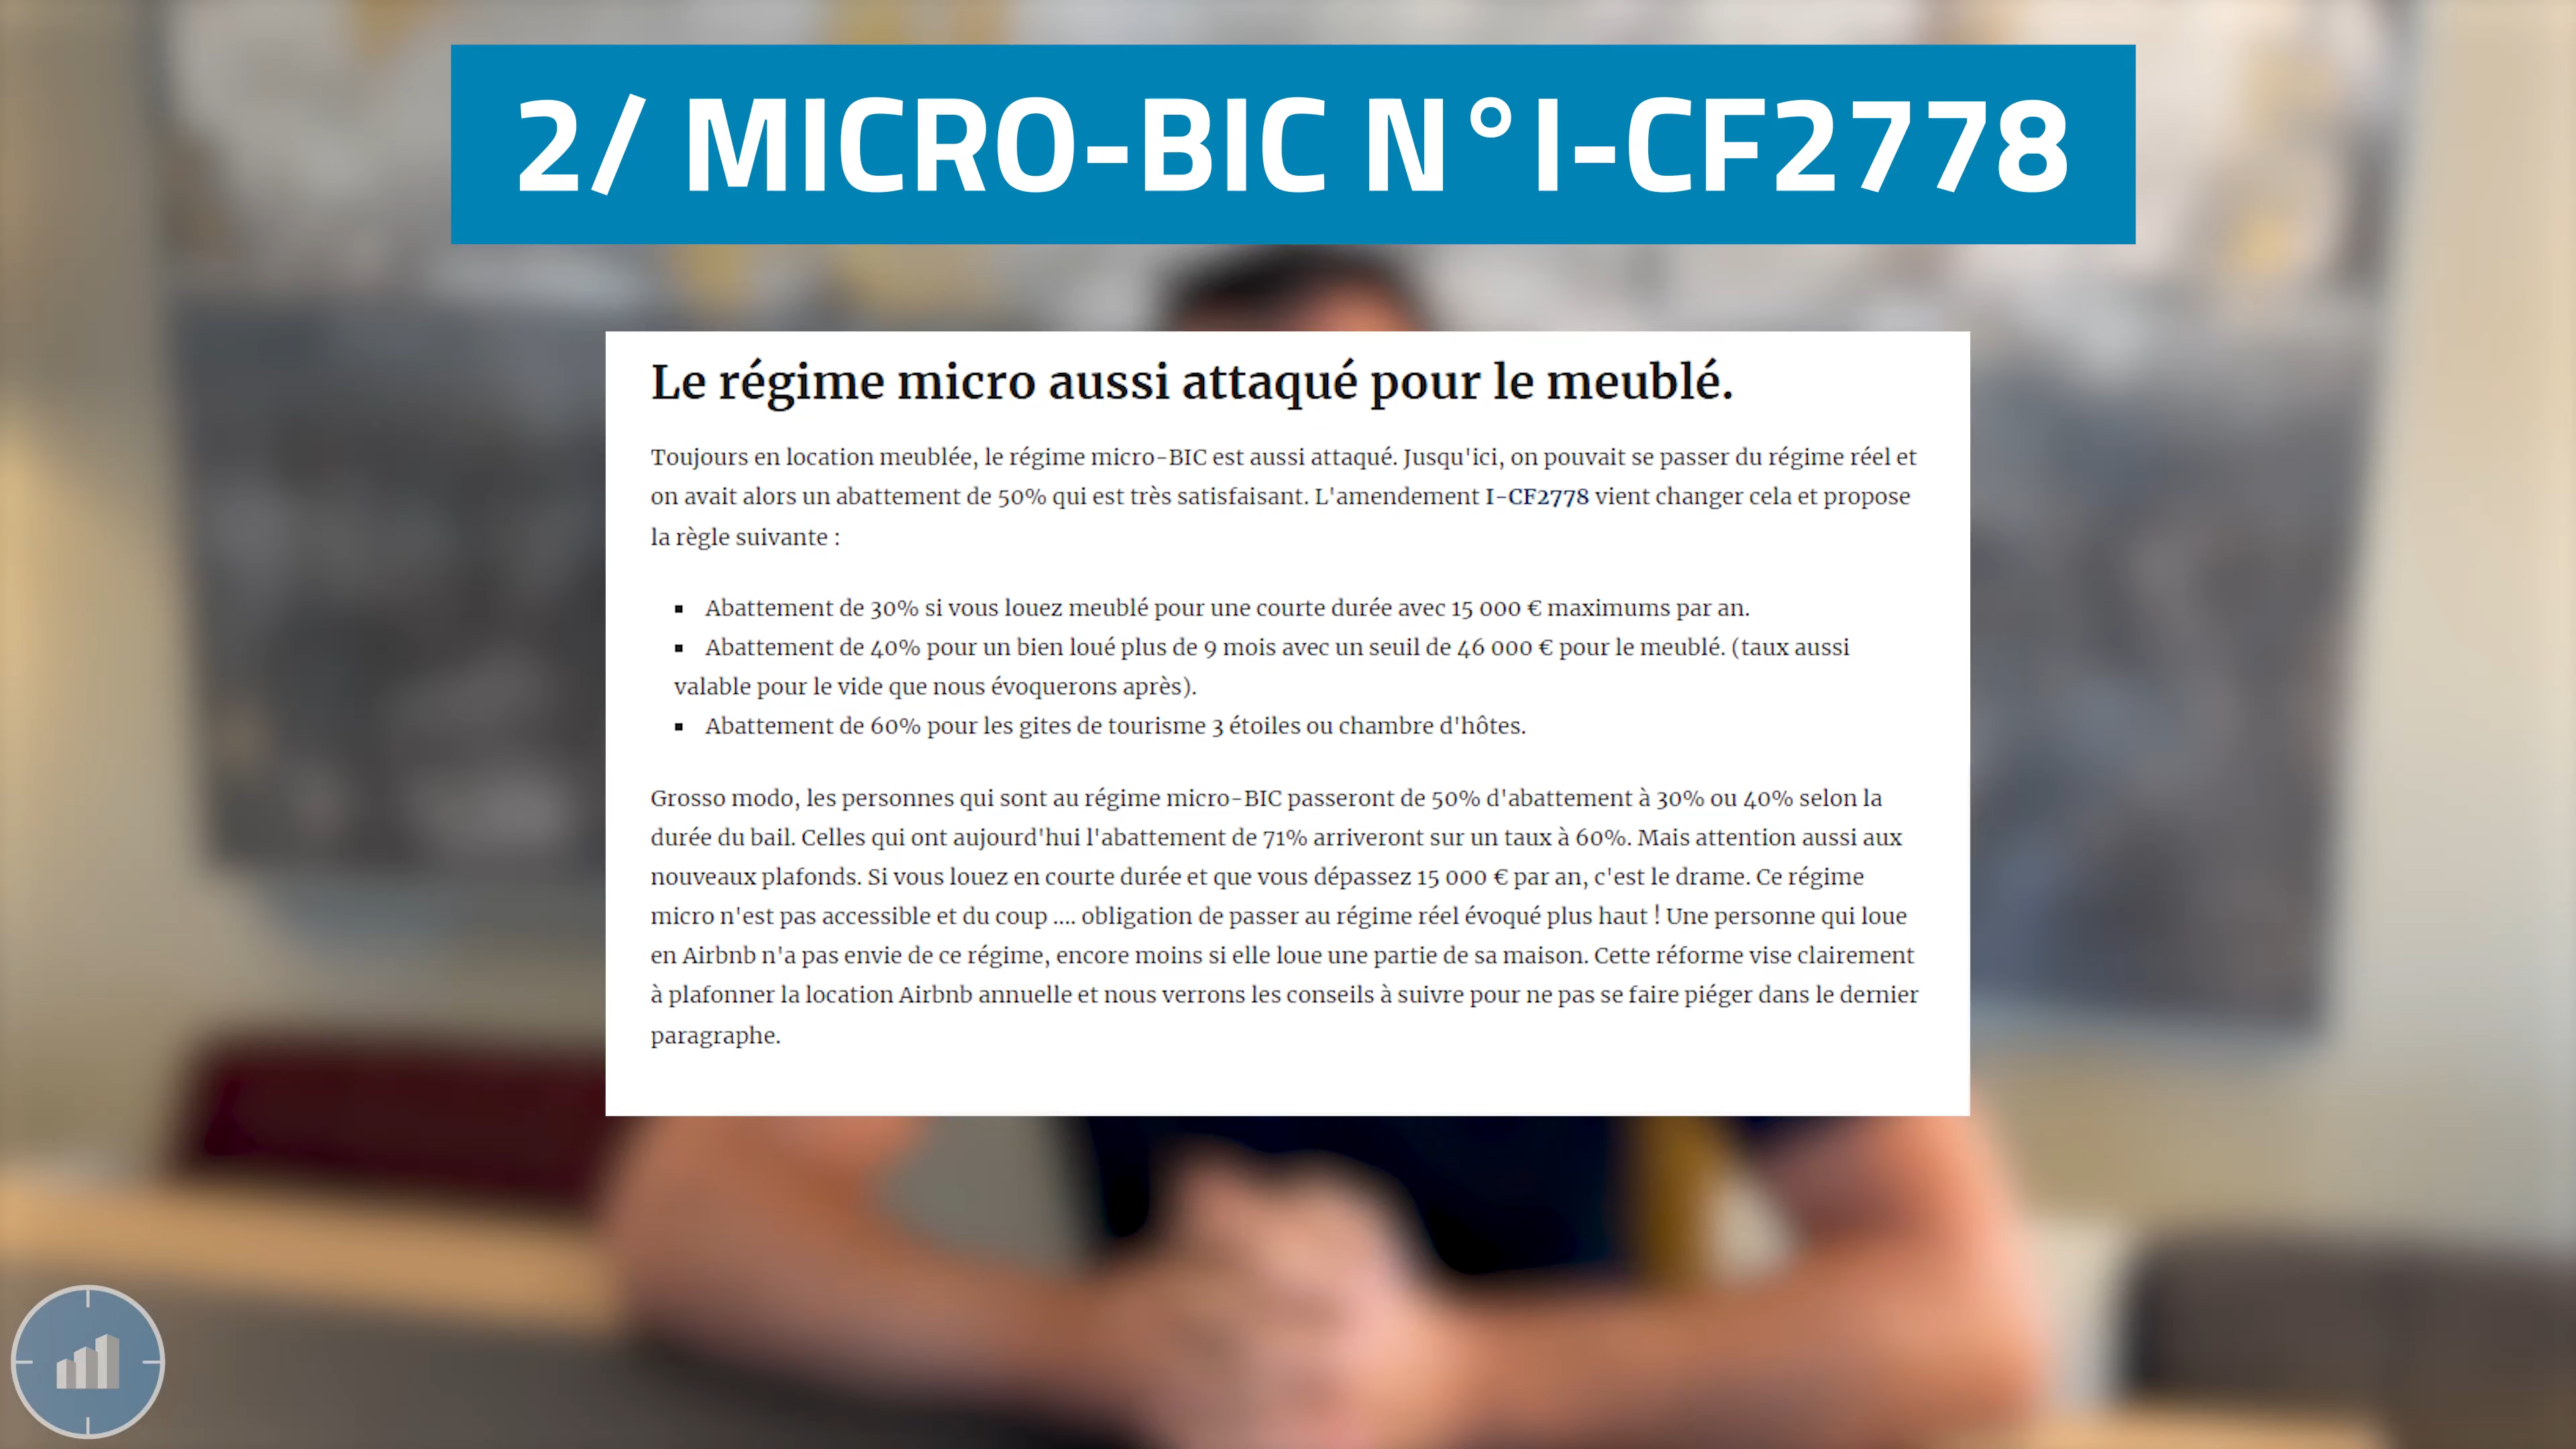 2/ MICRO-BIC N°I-CF2778
Le régime micro aussi attaqué pour le meublé.
Toujours en location meublée, le régime micro-BIC est aussi attaqué. Jusqu'ici, on pouvait se passer du régime réel et
on avait alors un abattement de 50% qui est très satisfaisant. L'amendement I-CF2778 vient changer cela et propose
la règle suivante :
▪ Abattement de 30% si vous louez meublé pour une courte durée avec 15 000 € maximums par an.
▪ Abattement de 40% pour un bien loué plus de 9 mois avec un seuil de 46 000 € pour le meublé. (taux aussi
valable pour le vide que nous évoquerons après).
▪ Abattement de 60% pour les gites de tourisme 3 étoiles ou chambre d'hôtes.
Grosso modo, les personnes qui sont au régime micro-BIC passeront de 50% d'abattement à 30% ou 40% selon la
durée du bail. Celles qui ont aujourd'hui l'abattement de 71% arriveront sur un taux à 60%. Mais attention aussi aux
nouveaux plafonds. Si vous louez en courte durée et que vous dépassez 15 000 € par an, c'est le drame. Ce régime
micro n'est pas accessible et du coup .... obligation de passer au régime réel évoqué plus haut ! Une personne qui loue
en Airbnb n'a pas envie de ce régime, encore moins si elle loue une partie de sa maison. Cette réforme vise clairement
à plafonner la location Airbnb annuelle et nous verrons les conseils à suivre pour ne pas se faire piéger dans le dernier
paragraphe.